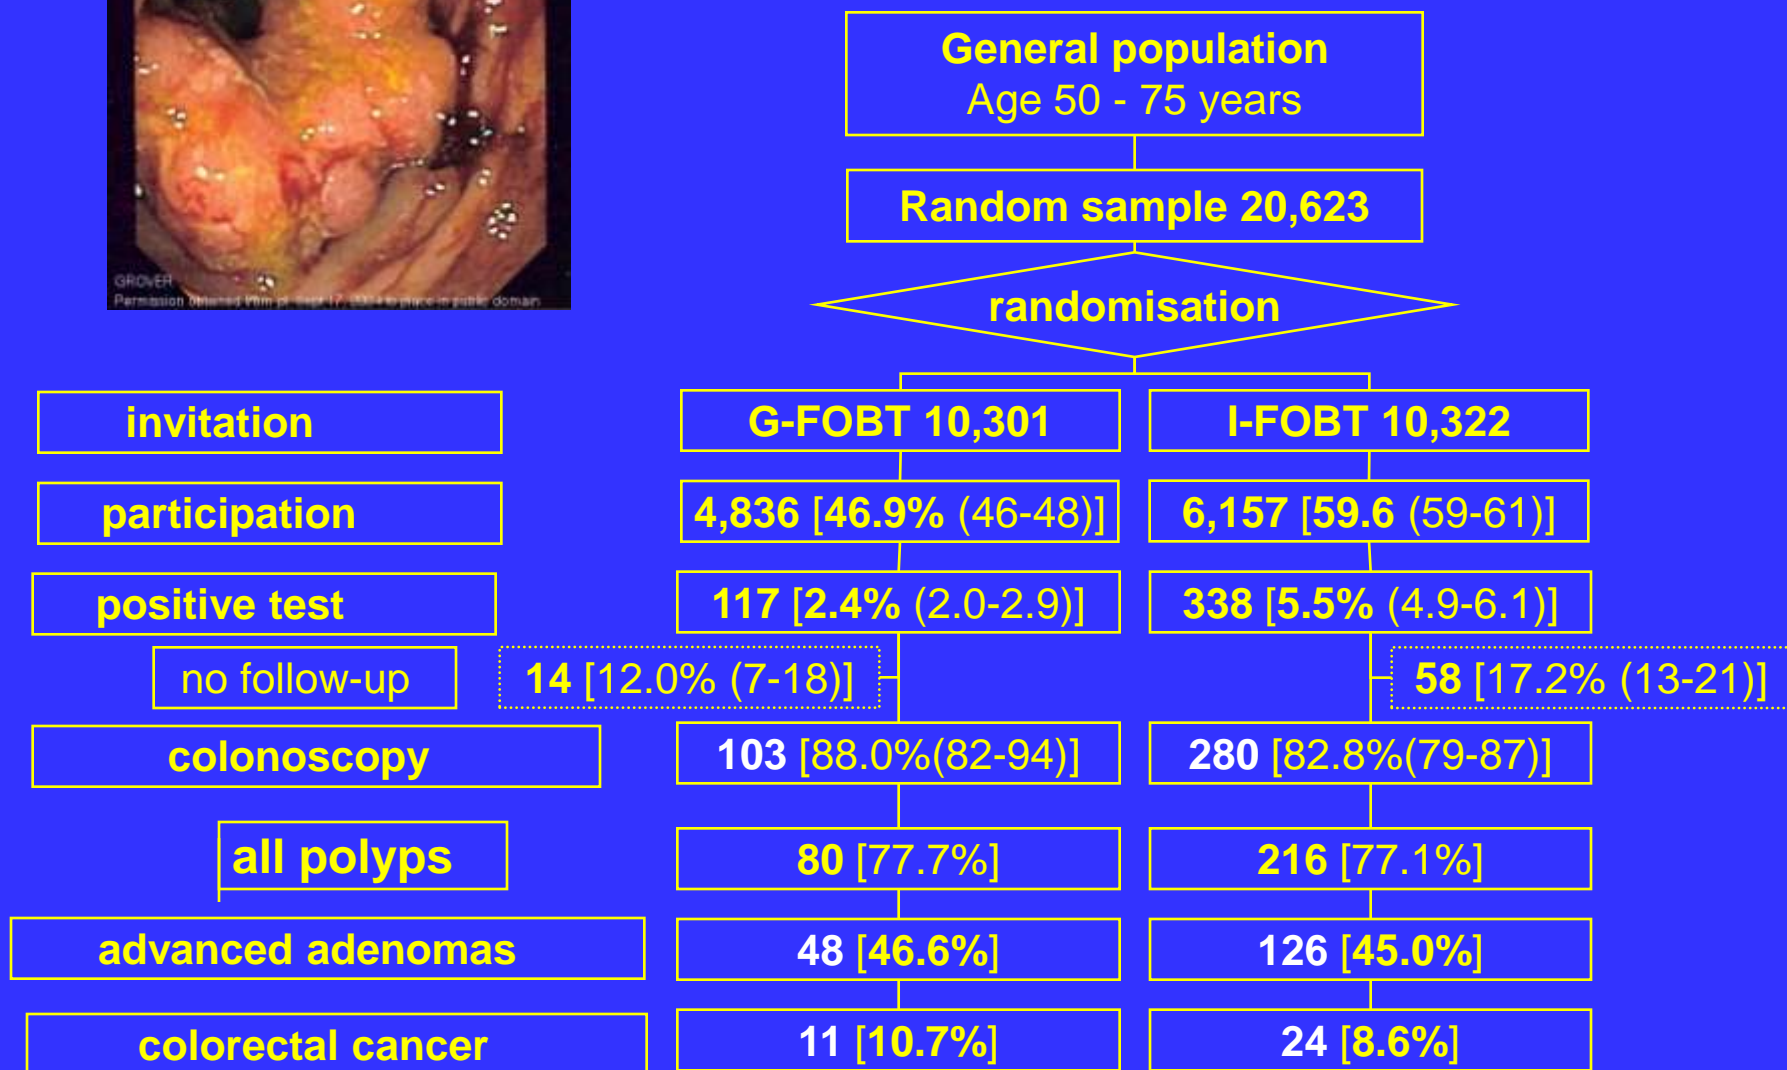 GROVER
General population
Age 50 - 75 years
Random sample 20,623
randomisation
invitation
G-FOBT 10,301
I-FOBT 10,322
participation
4,836 [46.9% (46-48)]
6,157 [59.6 (59-61)]
positive test
117 [2.4% (2.0-2.9)]
338 [5.5% (4.9-6.1)]
no follow-up
14 [12.0% (7-18)]
58 [17.2% (13-21)]
colonoscopy
103 [88.0%(82-94)]
280 [82.8%(79-87)]
all polyps
80 [77.7%]
216 [77.1%]
advanced adenomas
48 [46.6%]
126 [45.0%]
colorectal cancer
11 [10.7%]
24 [8.6%]